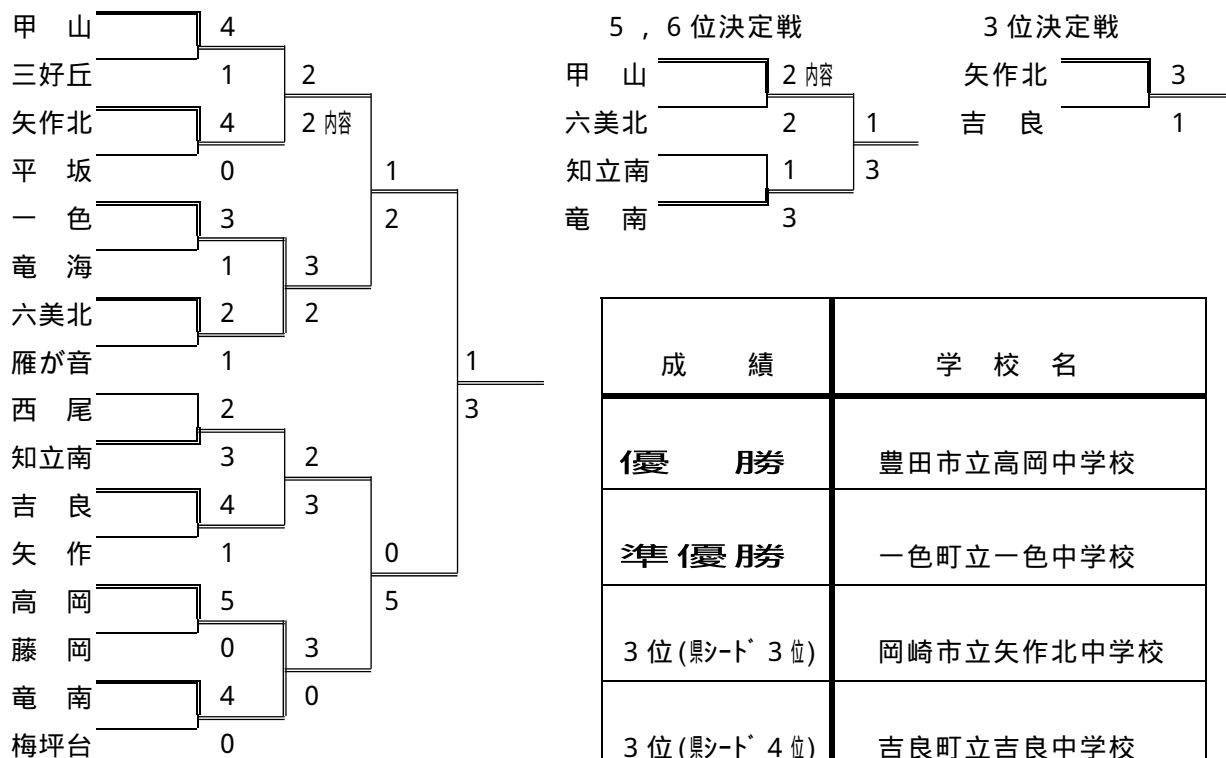 甲 山 4
三好丘 1 2
矢作北 4 2 内容
平 坂 0 1
一 色 3 2
竜 海 1 3
六美北 2 2
雁が音 1 1
西 尾 2 3
知立南 3 2
吉 良 4 3
矢 作 1 0
高 岡 5 5
藤 岡 0 3
竜 南 4 0
梅坪台 0
5 , 6 位決定戦
甲 山 2 内容
六美北 2 1
知立南 1 3
竜 南 3
3 位決定戦
矢作北 3
吉 良 1
成 績 学 校 名
優 勝 豊田市立高岡中学校
準 優 勝 一色町立一色中学校
3 位(県シード 3 位) 岡崎市立矢作北中学校
3 位(県シード 4 位) 吉良町立吉良中学校